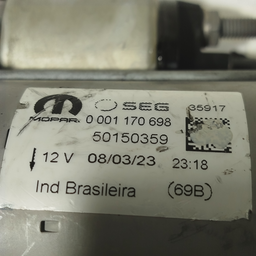 MOPAR SEG 35917
0 001 170 698
50150359
12 V 08/03/23 23:18
Ind Brasileira (69B)